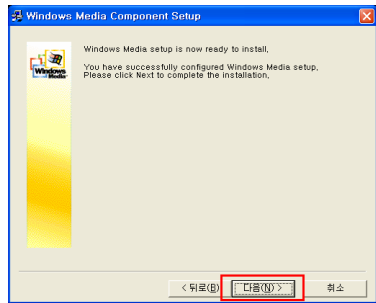 Windows Media Component Setup
Windows Media setup is now ready to install,
You have successfully configured Windows Media setup,
Please click Next to complete the installation,
Windows
Media
< 뒤로(B)
다음(N) >
취소